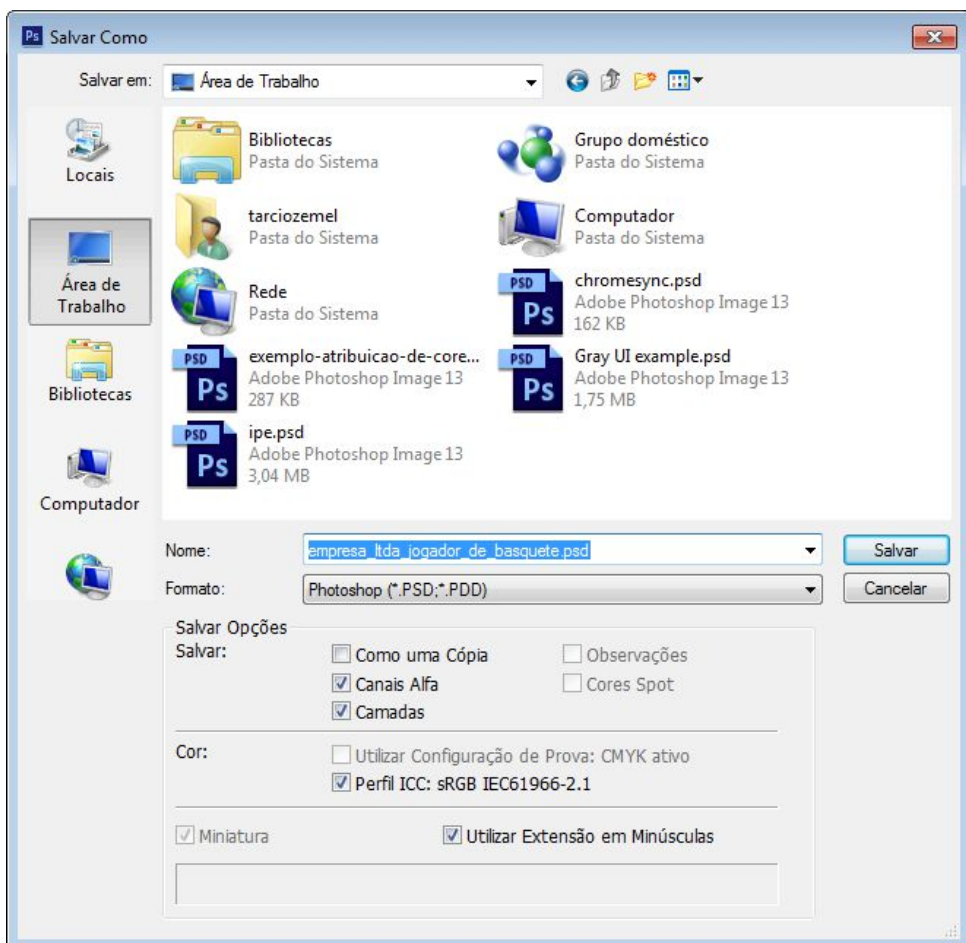 Ps Salvar Como
Salvar em: Área de Trabalho
Locais
Área de
Trabalho
Bibliotecas
Computador
Bibliotecas
Pasta do Sistema
Grupo doméstico
Pasta do Sistema
tarciozemel
Pasta do Sistema
Computador
Pasta do Sistema
Rede
Pasta do Sistema
PSD
Ps
chromesync.psd
Adobe Photoshop Image 13
162 KB
PSD
Ps
exemplo-atribuicao-de-core...
Adobe Photoshop Image 13
287 KB
PSD
Ps
Gray UI example.psd
Adobe Photoshop Image 13
1,75 MB
PSD
Ps
ipe.psd
Adobe Photoshop Image 13
3,04 MB
Nome: empresa_ltda_jogador_de_basquete.psd
Salvar
Formato: Photoshop (*.PSD;*.PDD)
Cancelar
Salvar Opções
Salvar:
Como uma Cópia
Observações
Canais Alfa
Cores Spot
Camadas
Cor:
Utilizar Configuração de Prova: CMYK ativo
Perfil ICC: sRGB IEC61966-2.1
Miniatura
Utilizar Extensão em Minúsculas